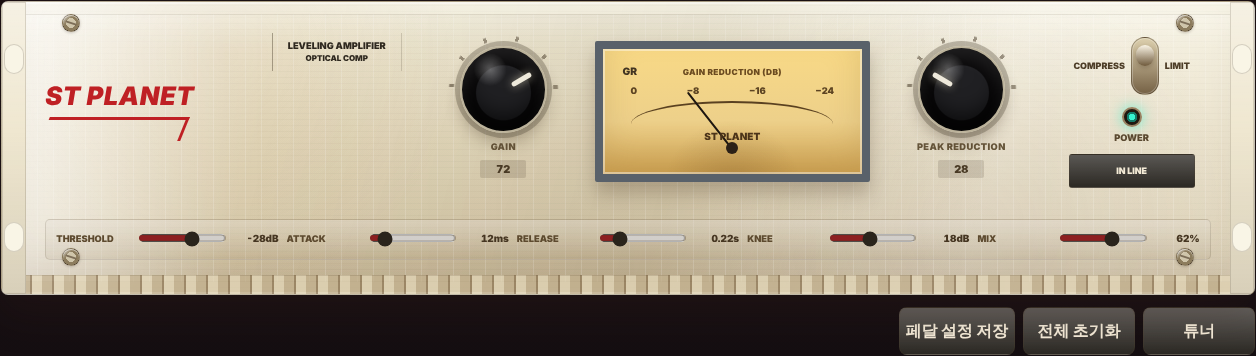 LEVELING AMPLIFIER
OPTICAL COMP
ST PLANET
GAIN
72
GR
GAIN REDUCTION (DB)
0 −8 −16 −24
ST PLANET
PEAK REDUCTION
28
COMPRESS LIMIT
POWER
IN LINE
THRESHOLD -28dB ATTACK 12ms RELEASE 0.22s KNEE 18dB MIX 62%
페달 설정 저장 전체 초기화 튜너